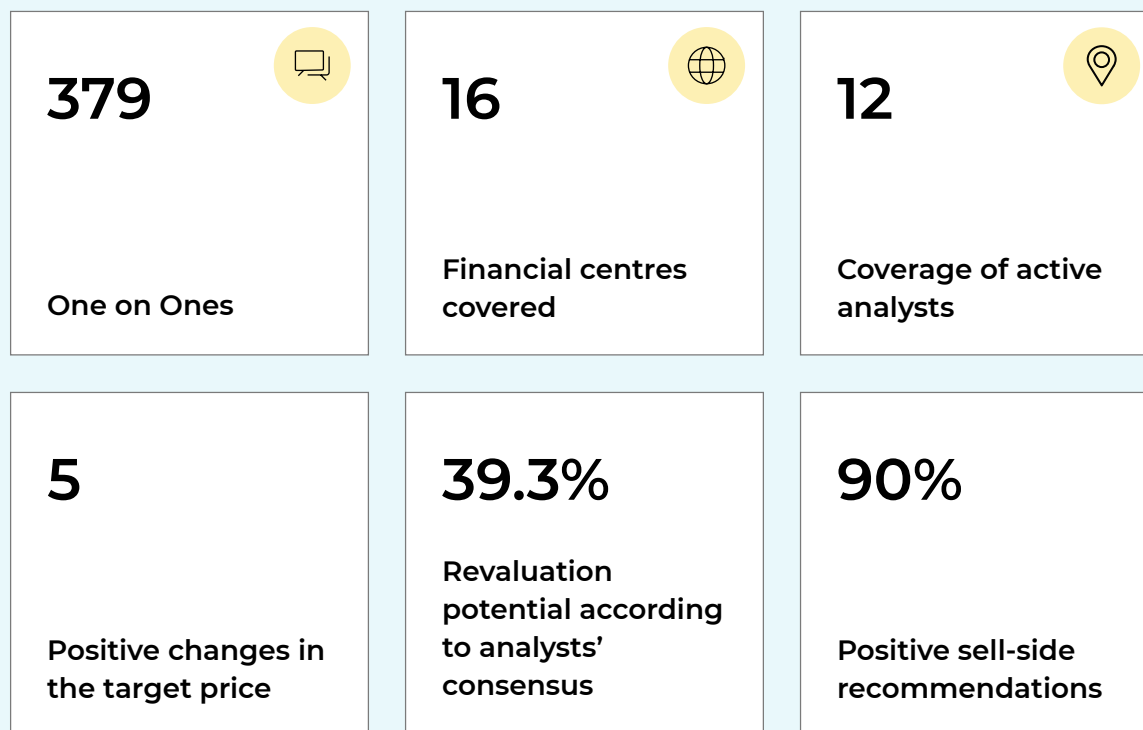 379
One on Ones
16
Financial centres
covered
12
Coverage of active
analysts
5
Positive changes in
the target price
39.3%
Revaluation
potential according
to analysts’
consensus
90%
Positive sell-side
recommendations